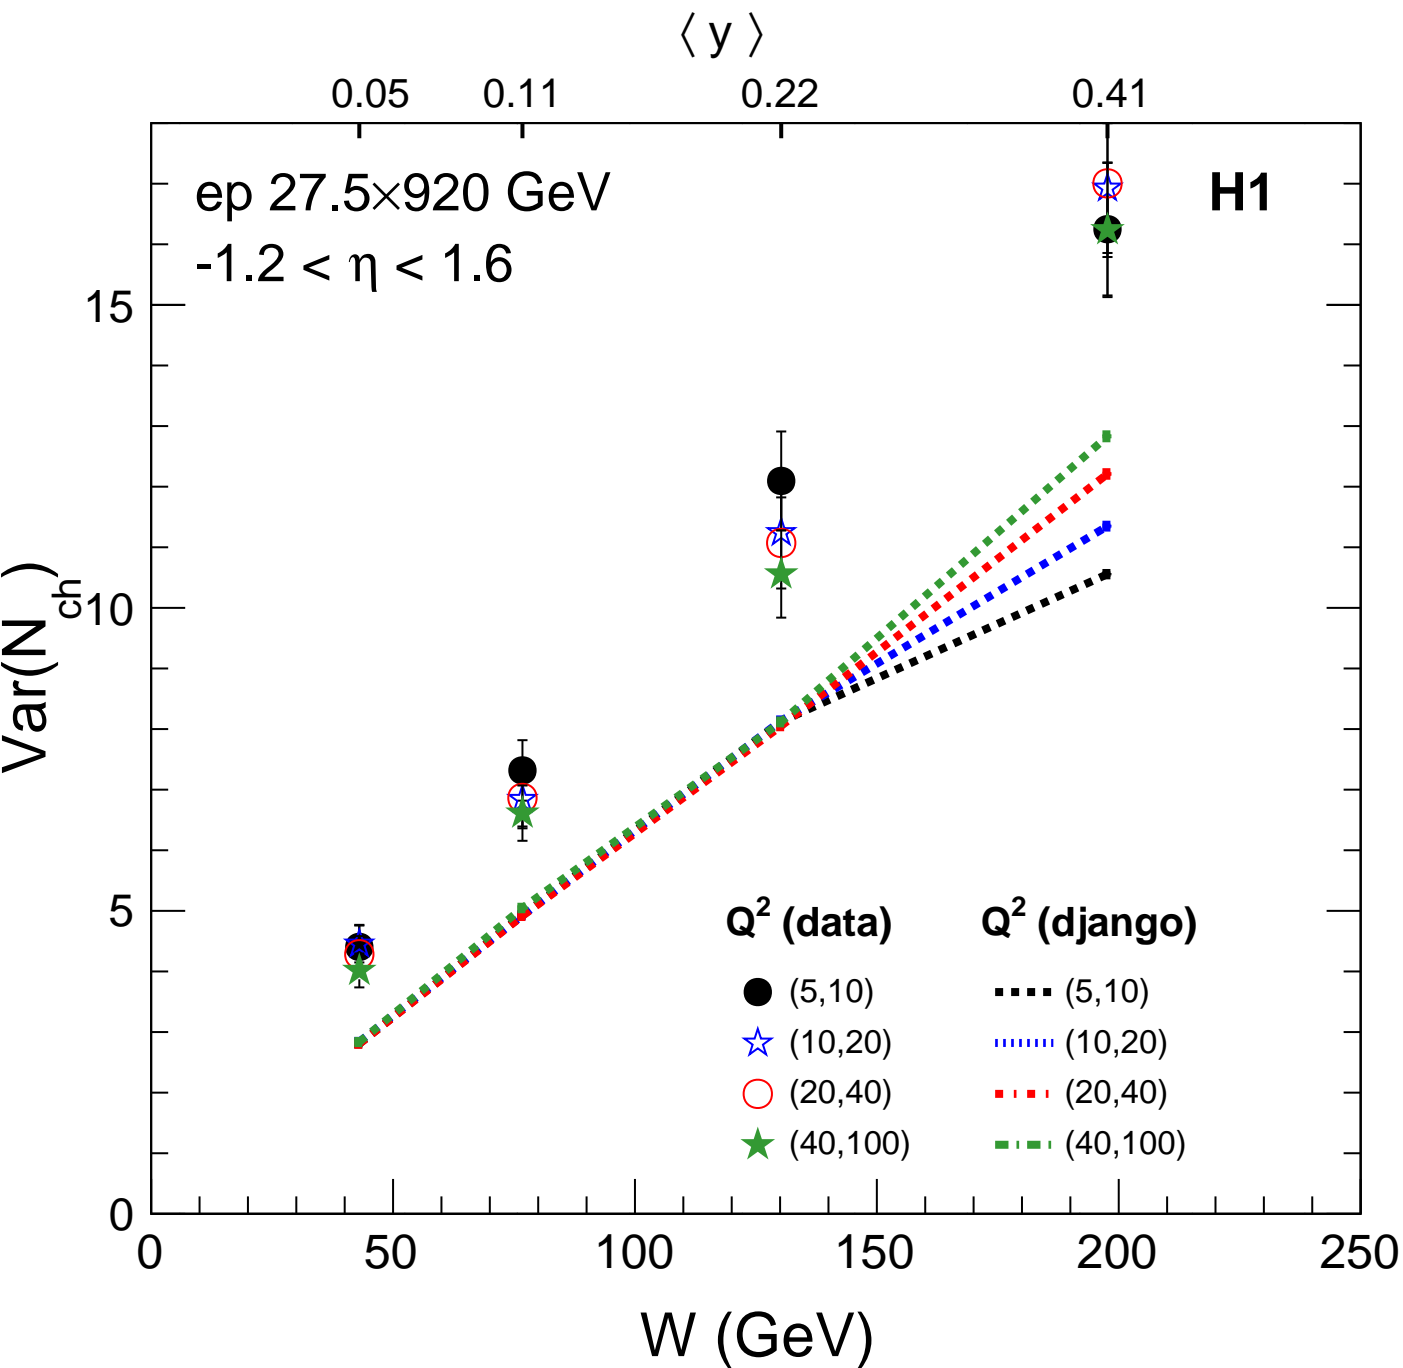 ⟨ y ⟩
0.05 0.11 0.22 0.41
ep 27.5×920 GeV
H1
-1.2 < η < 1.6
15
10
5
0
Var(N_ch)
Q² (data) Q² (django)
(5,10) (5,10)
(10,20) (10,20)
(20,40) (20,40)
(40,100) (40,100)
0 50 100 150 200 250
W (GeV)